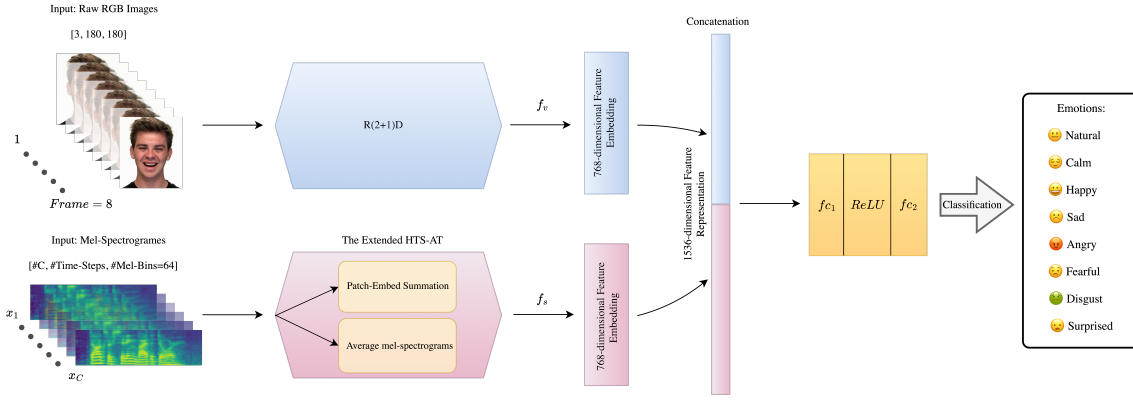 Input: Raw RGB Images
[3, 180, 180]
1
Frame = 8
R(2+1)D
f_v
768-dimensional Feature
Embedding
Input: Mel-Spectrogrames
[#C, #Time-Steps, #Mel-Bins=64]
x_1
x_C
The Extended HTS-AT
Patch-Embed Summation
Average mel-spectrograms
f_s
768-dimensional Feature
Embedding
Concatenation
1536-dimensional Feature
Representation
fc_1
ReLU
fc_2
Classification
Emotions:
Natural
Calm
Happy
Sad
Angry
Fearful
Disgust
Surprised